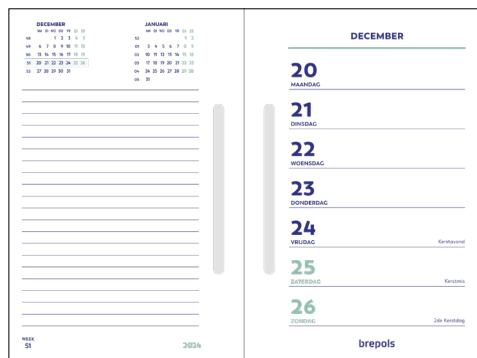 DECEMBER
MA DI WO DO VR ZA ZO
48 1 2 3 4 5
49 6 7 8 9 10 11 12
50 13 14 15 16 17 18 19
51 20 21 22 23 24 25 26
52 27 28 29 30 31
JANUARI
MA DI WO DO VR ZA ZO
52 1 2
01 3 4 5 6 7 8 9
02 10 11 12 13 14 15 16
03 17 18 19 20 21 22 23
04 24 25 26 27 28 29 30
05 31
WEEK
51
2024
DECEMBER
20
MAANDAG
21
DINSDAG
22
WOENSDAG
23
DONDERDAG
24
VRIJDAG
Kerstavond
25
ZATERDAG
Kerstmis
26
ZONDAG
2de Kerstdag
brepols